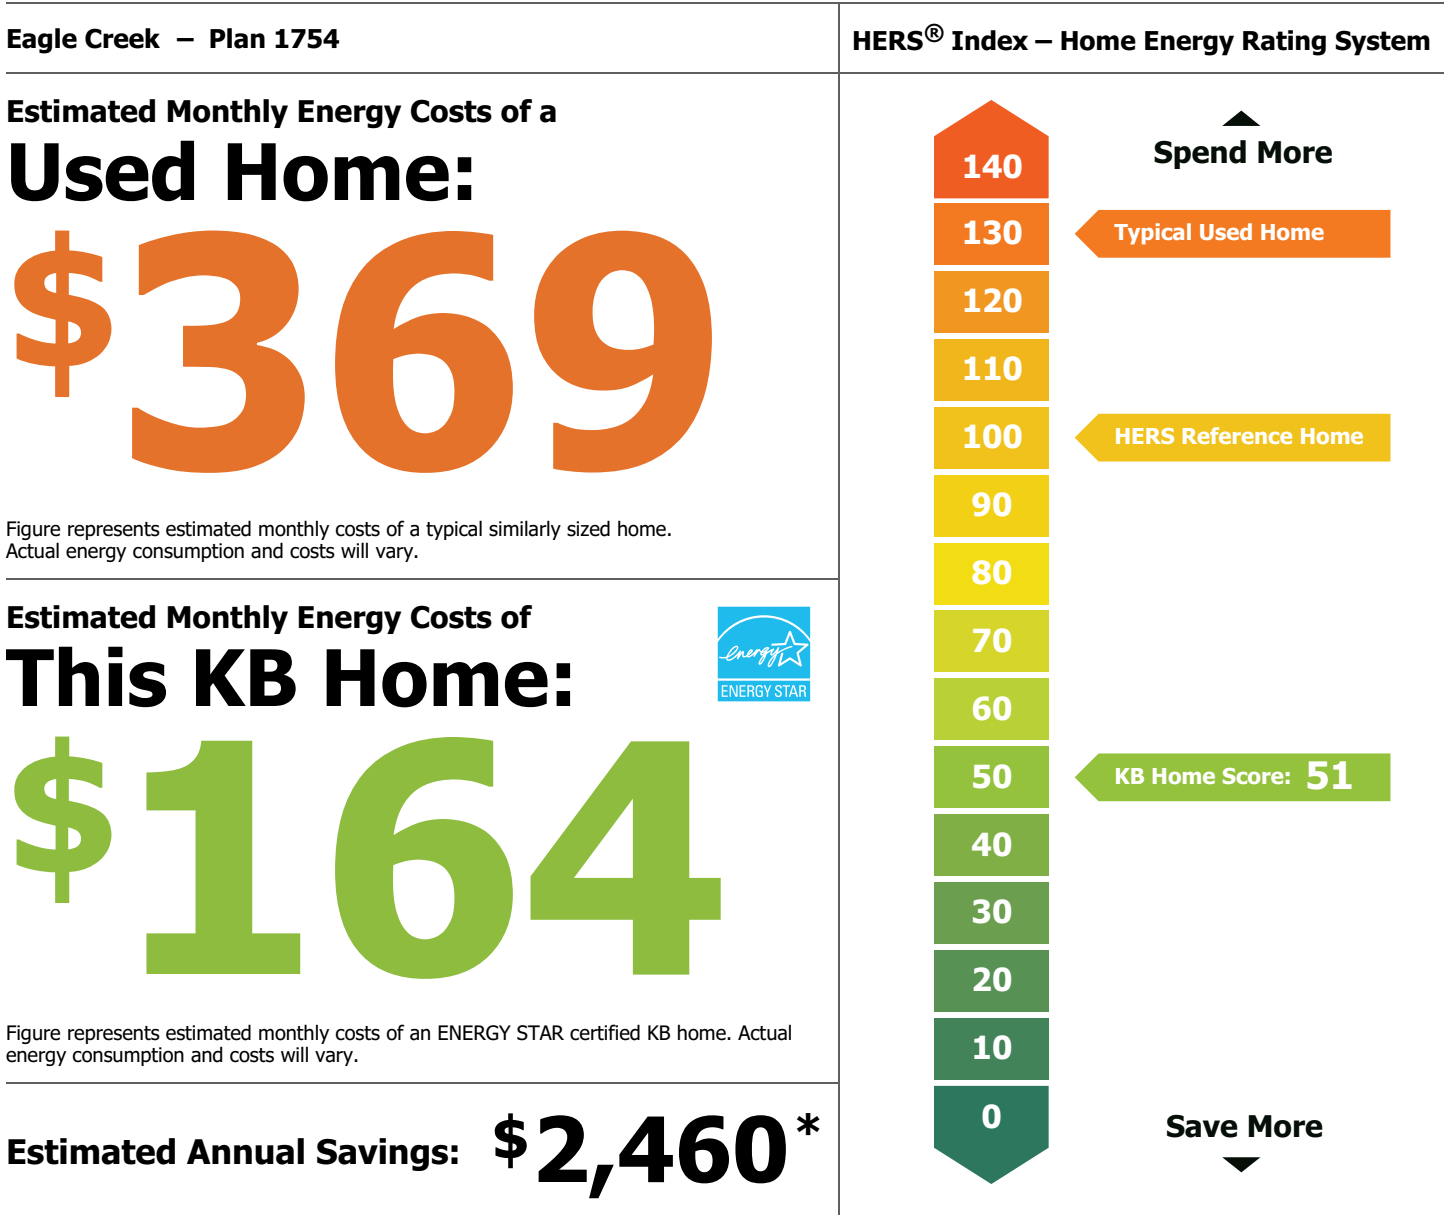 Eagle Creek – Plan 1754
Estimated Monthly Energy Costs of a
Used Home:
$369
Figure represents estimated monthly costs of a typical similarly sized home.
Actual energy consumption and costs will vary.
Estimated Monthly Energy Costs of
This KB Home:
energy
ENERGY STAR
$164
Figure represents estimated monthly costs of an ENERGY STAR certified KB home. Actual
energy consumption and costs will vary.
Estimated Annual Savings: $2,460*
HERS® Index – Home Energy Rating System
Spend More
140
130 Typical Used Home
120
110
100 HERS Reference Home
90
80
70
60
50 KB Home Score: 51
40
30
20
10
0
Save More